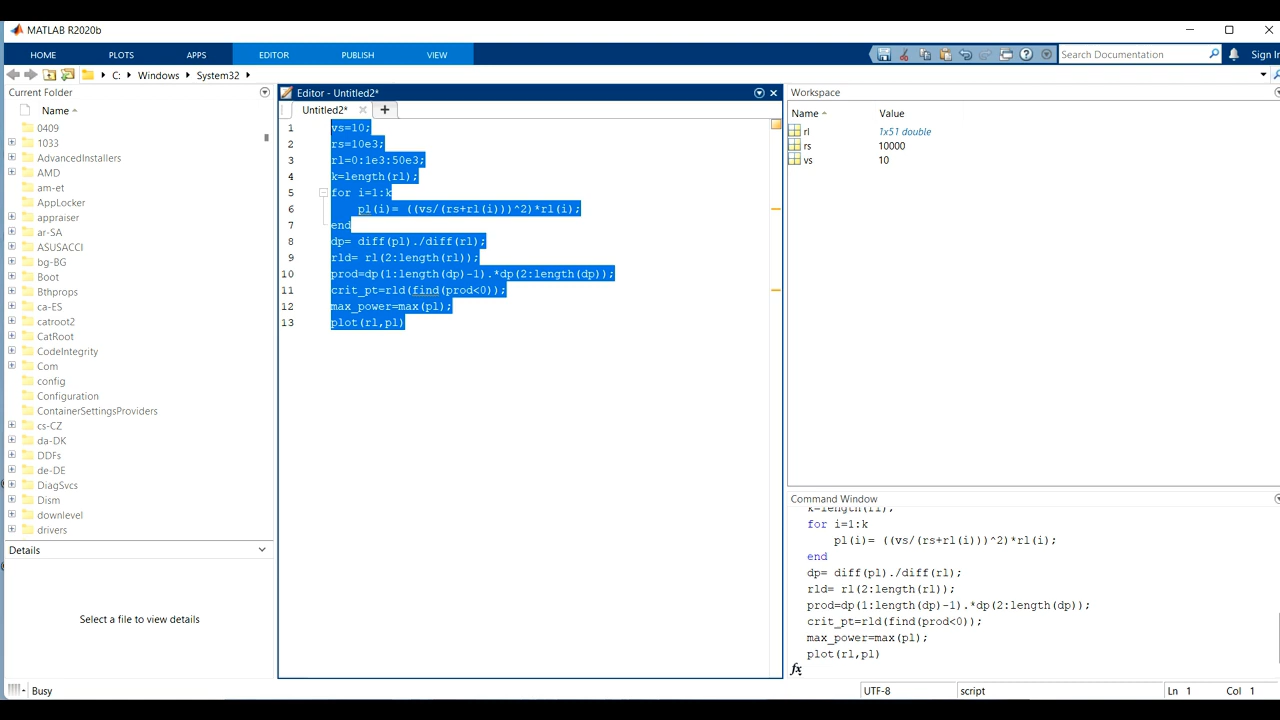 MATLAB R2020b
HOME PLOTS APPS EDITOR PUBLISH VIEW Search Documentation Sign In
C: Windows System32
Current Folder
Name
0409
1033
AdvancedInstallers
AMD
am-et
AppLocker
appraiser
ar-SA
ASUSACCI
bg-BG
Boot
Bthprops
ca-ES
catroot2
CatRoot
CodeIntegrity
Com
config
Configuration
ContainerSettingsProviders
cs-CZ
da-DK
DDFs
de-DE
DiagSvcs
Dism
downlevel
drivers
Details
Select a file to view details
Editor - Untitled2*
Untitled2*
1 vs=10;
2 rs=10e3;
3 rl=0:1e3:50e3;
4 k=length(rl);
5 for i=1:k
6 pl(i)= ((vs/(rs+rl(i)))^2)*rl(i);
7 end
8 dp= diff(pl)./diff(rl);
9 rld= rl(2:length(rl));
10 prod=dp(1:length(dp)-1).*dp(2:length(dp));
11 crit_pt=rld(find(prod<0));
12 max_power=max(pl);
13 plot(rl,pl)
Workspace
Name Value
rl 1x51 double
rs 10000
vs 10
Command Window
k=length(rl);
for i=1:k
pl(i)= ((vs/(rs+rl(i)))^2)*rl(i);
end
dp= diff(pl)./diff(rl);
rld= rl(2:length(rl));
prod=dp(1:length(dp)-1).*dp(2:length(dp));
crit_pt=rld(find(prod<0));
max_power=max(pl);
plot(rl,pl)
fx
Busy UTF-8 script Ln 1 Col 1